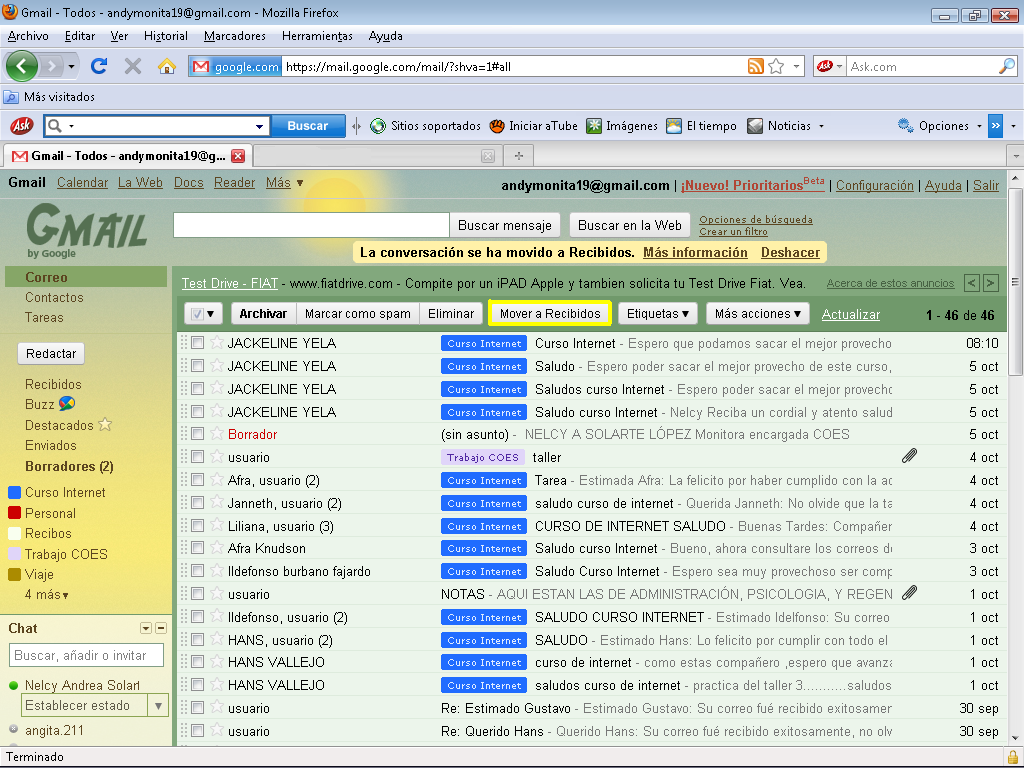 Gmail - Todos - andymonita19@gmail.com - Mozilla Firefox
Archivo Editar Ver Historial Marcadores Herramientas Ayuda
google.com https://mail.google.com/mail/?shva=1#all Ask Ask.com
Más visitados
Ask Buscar Sitios soportados Iniciar aTube Imágenes El tiempo Noticias Opciones »
Gmail - Todos - andymonita19@g...
Gmail Calendar La Web Docs Reader Más ▼ andymonita19@gmail.com | ¡Nuevo! Prioritarios Beta | Configuración | Ayuda | Salir
GMAIL
by Google
Buscar mensaje Buscar en la Web Opciones de búsqueda
Crear un filtro
La conversación se ha movido a Recibidos. Más información Deshacer
Correo
Contactos
Tareas
Redactar
Recibidos
Buzz
Destacados
Enviados
Borradores (2)
Curso Internet
Personal
Recibos
Trabajo COES
Viaje
4 más▼
Chat
Buscar, añadir o invitar
Nelcy Andrea Solart
Establecer estado
angita.211
Test Drive - FIAT - www.fiatdrive.com - Compite por un iPAD Apple y tambien solicita tu Test Drive Fiat. Vea. Acerca de estos anuncios < >
Archivar Marcar como spam Eliminar Mover a Recibidos Etiquetas ▼ Más acciones ▼ Actualizar 1 - 46 de 46
JACKELINE YELA Curso Internet Curso Internet - Espero que podamos sacar el mejor provecho 08:10
JACKELINE YELA Curso Internet Saludo - Espero poder sacar el mejor provecho de este curso, 5 oct
JACKELINE YELA Curso Internet Saludos curso Internet - Espero poder sacar el mejor provecho 5 oct
JACKELINE YELA Curso Internet Saludo curso Internet - Nelcy Reciba un cordial y atento salud 5 oct
Borrador (sin asunto) - NELCY A SOLARTE LÓPEZ Monitora encargada COES 5 oct
usuario Trabajo COES taller 4 oct
Afra, usuario (2) Curso Internet Tarea - Estimada Afra: La felicito por haber cumplido con la ac 4 oct
Janneth, usuario (2) Curso Internet saludo curso de internet - Querida Janneth: No olvide que la ta 4 oct
Liliana, usuario (3) Curso Internet CURSO DE INTERNET SALUDO - Buenas Tardes: Compañer 4 oct
Afra Knudson Curso Internet Saludo curso Internet - Bueno, ahora consultare los correos de 3 oct
Ildefonso burbano fajardo Curso Internet Saludo Curso Internet - Espero sea muy provechoso ser comp 3 oct
usuario NOTAS - AQUI ESTAN LAS DE ADMINISTRACIÓN, PSICOLOGIA, Y REGEN 1 oct
Ildefonso, usuario (2) Curso Internet SALUDO CURSO INTERNET - Estimado Idelfonso: Su correo 1 oct
HANS, usuario (2) Curso Internet SALUDO - Estimado Hans: Lo felicito por cumplir con todo el 1 oct
HANS VALLEJO Curso Internet curso de internet - como estas compañero ,espero que avanza 1 oct
HANS VALLEJO Curso Internet saludos curso de internet - practica del taller 3...........saludos 1 oct
usuario Re: Estimado Gustavo - Estimado Gustavo: Su correo fué recibido exitosamer 30 sep
usuario Re: Querido Hans - Querido Hans: Su correo fué recibido exitosamente, no olv 30 sep
Terminado